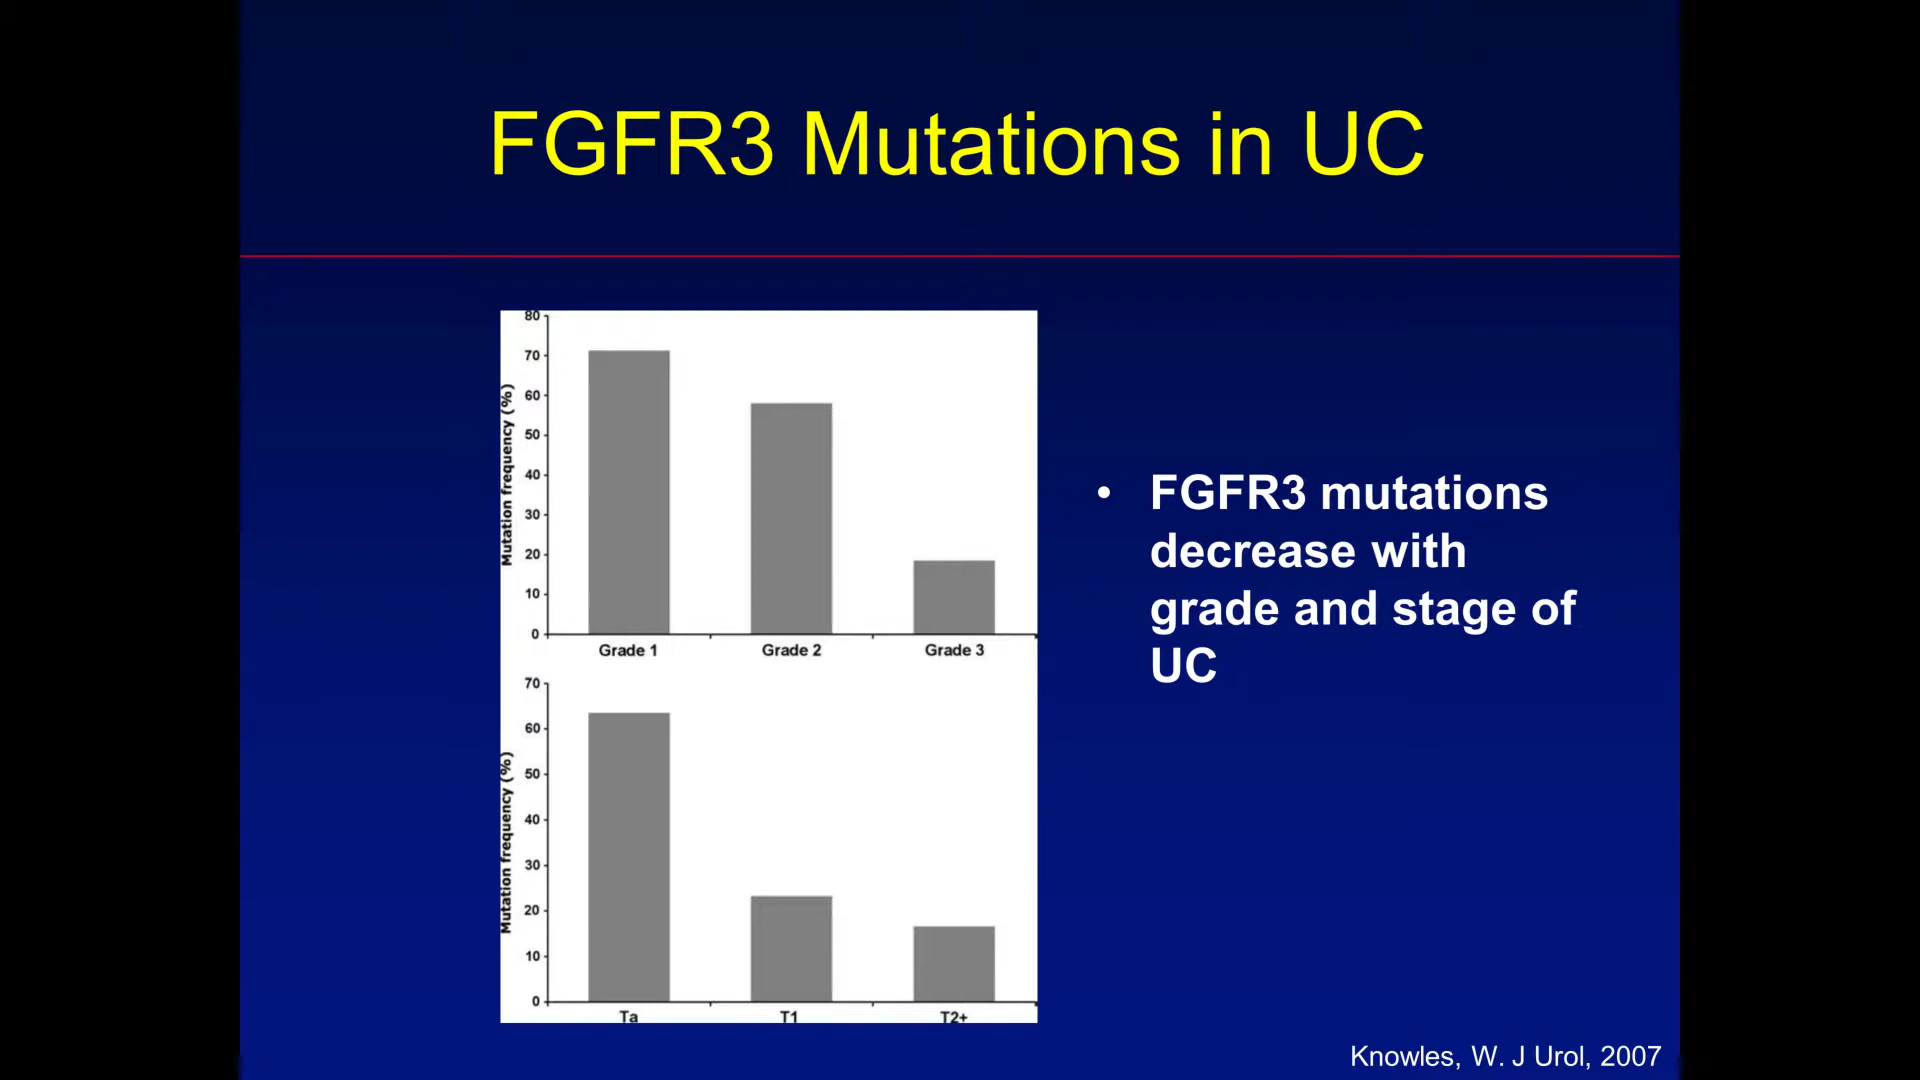 FGFR3 Mutations in UC
80
70
60
50
40
30
20
10
0
Mutation frequency (%)
Grade 1 Grade 2 Grade 3
70
60
50
40
30
20
10
0
Mutation frequency (%)
Ta T1 T2+
• FGFR3 mutations
decrease with
grade and stage of
UC
Knowles, W. J Urol, 2007